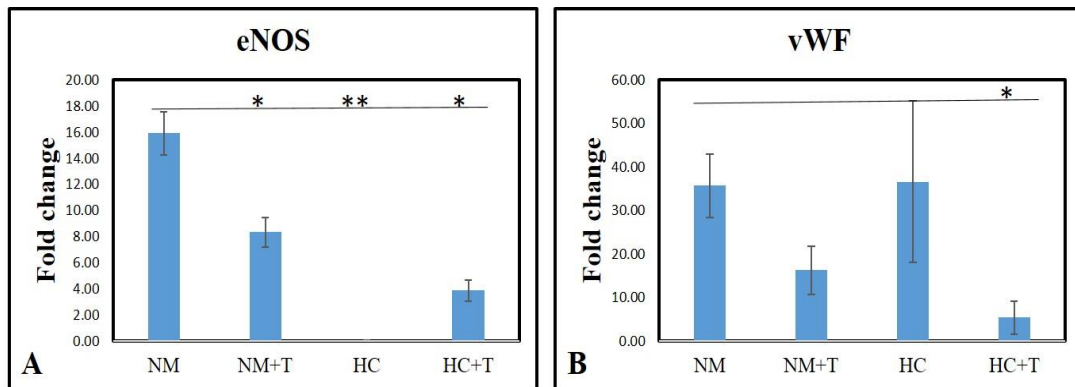 eNOS
Fold change
20.00
18.00
16.00
14.00
12.00
10.00
8.00
6.00
4.00
2.00
0.00
* ** *
NM NM+T HC HC+T
A
vWF
Fold change
60.00
50.00
40.00
30.00
20.00
10.00
0.00
*
NM NM+T HC HC+T
B